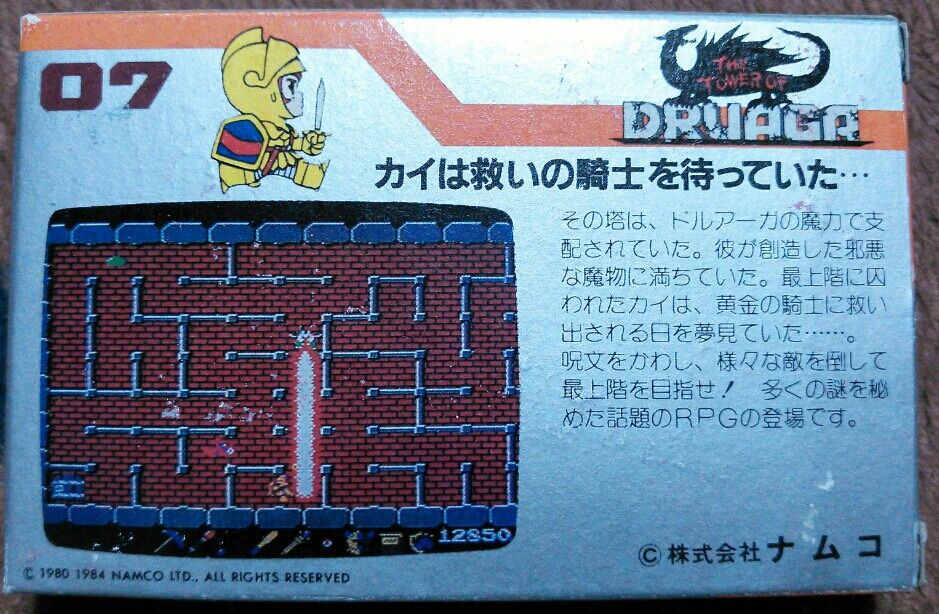 07
THE
TOWER OF
DRUAGA
カイは救いの騎士を待っていた…
その塔は、ドルアーガの魔力で支
配されていた。彼が創造した邪悪
な魔物に満ちていた。最上階に囚
われたカイは、黄金の騎士に救い
出される日を夢見ていた……。
呪文をかわし、様々な敵を倒して
最上階を目指せ！ 多くの謎を秘
めた話題のRPGの登場です。
12850
© 株式会社 ナムコ
© 1980 1984 NAMCO LTD., ALL RIGHTS RESERVED